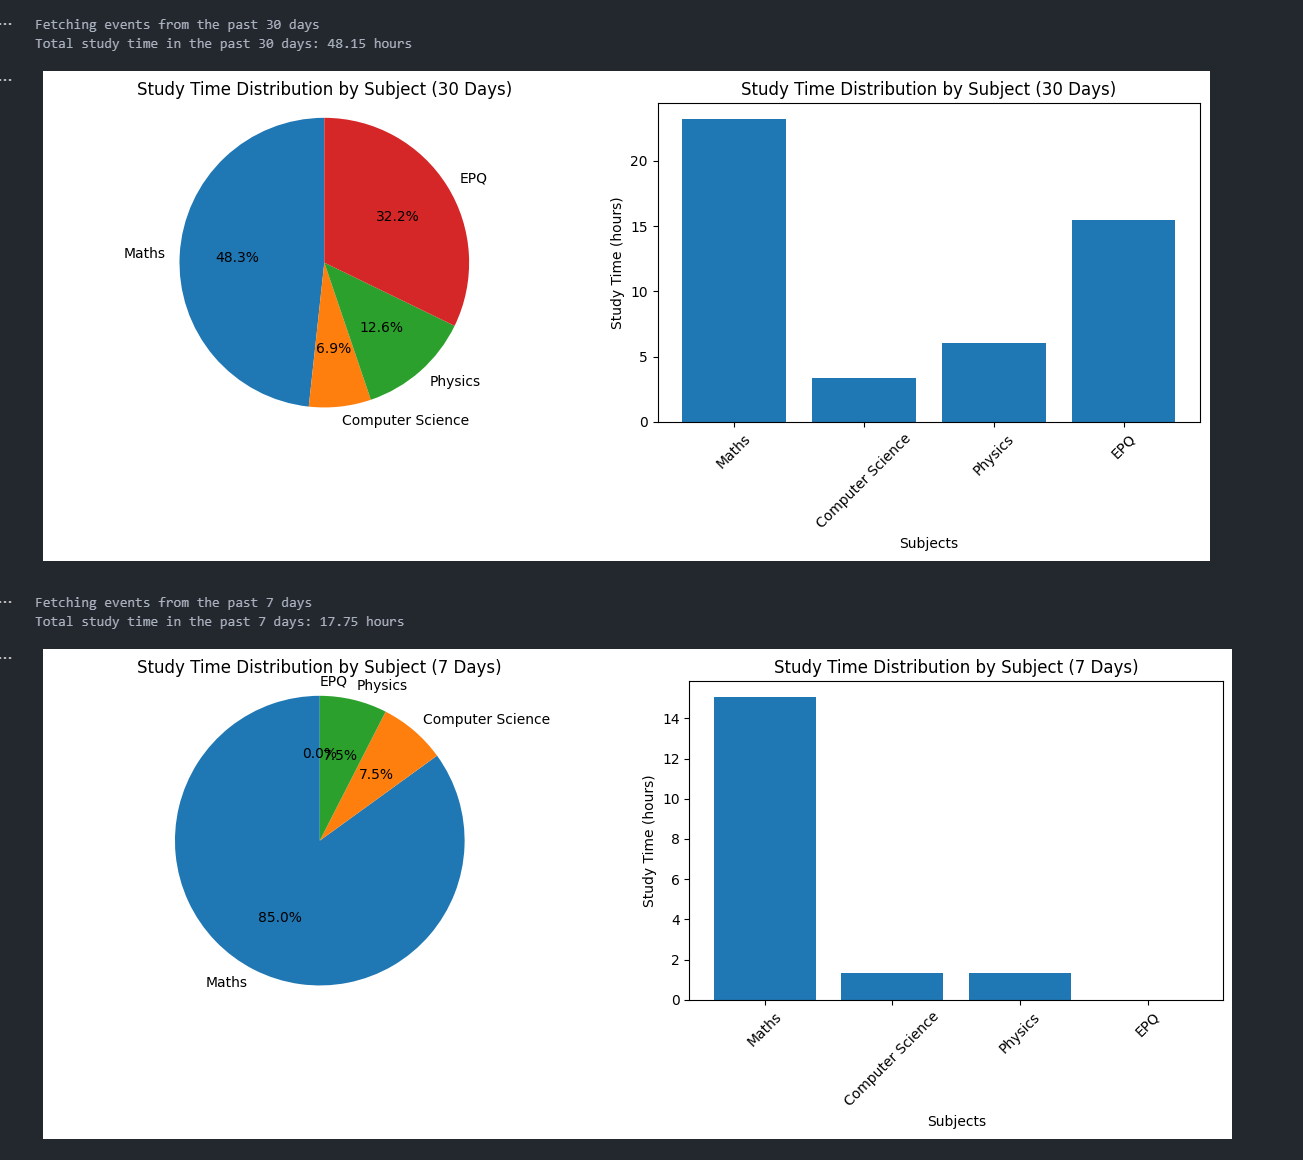 Fetching events from the past 30 days
Total study time in the past 30 days: 48.15 hours
Study Time Distribution by Subject (30 Days)
EPQ
32.2%
Maths
48.3%
12.6%
6.9%
Physics
Computer Science
Study Time Distribution by Subject (30 Days)
Study Time (hours)
20
15
10
5
0
Maths
Computer Science
Physics
EPQ
Subjects
Fetching events from the past 7 days
Total study time in the past 7 days: 17.75 hours
Study Time Distribution by Subject (7 Days)
EPQ
Physics
Computer Science
0.0%
7.5%
7.5%
85.0%
Maths
Study Time Distribution by Subject (7 Days)
Study Time (hours)
14
12
10
8
6
4
2
0
Maths
Computer Science
Physics
EPQ
Subjects